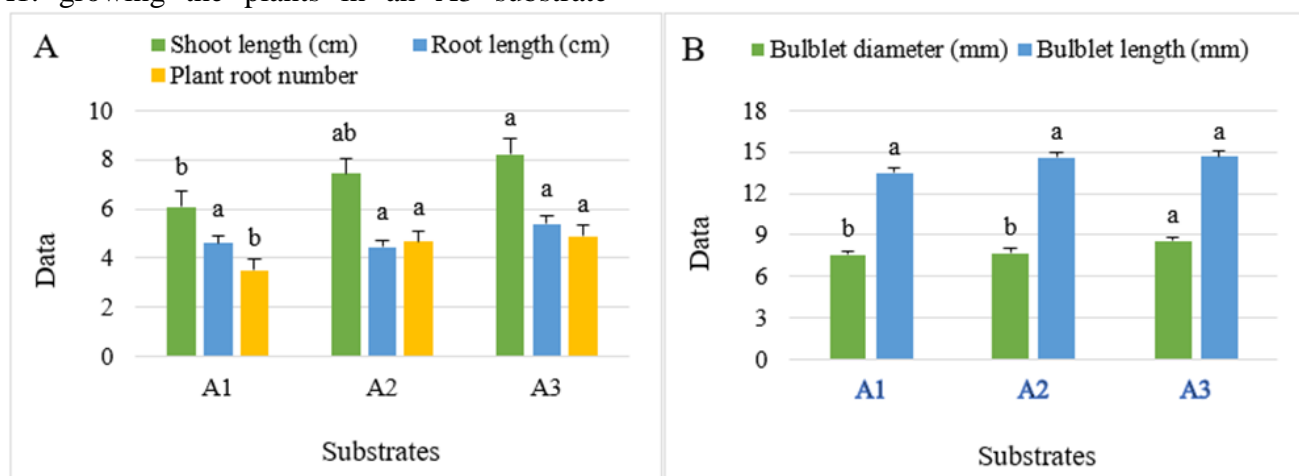 growing the plants in an A3 substrate
A
Shoot length (cm) Root length (cm)
Plant root number
10
8
6
4
2
0
Data
b a b
ab a a
a a a
A1 A2 A3
Substrates
B
Bulblet diameter (mm) Bulblet length (mm)
18
15
12
9
6
3
0
Data
b a
b a
a a
A1 A2 A3
Substrates